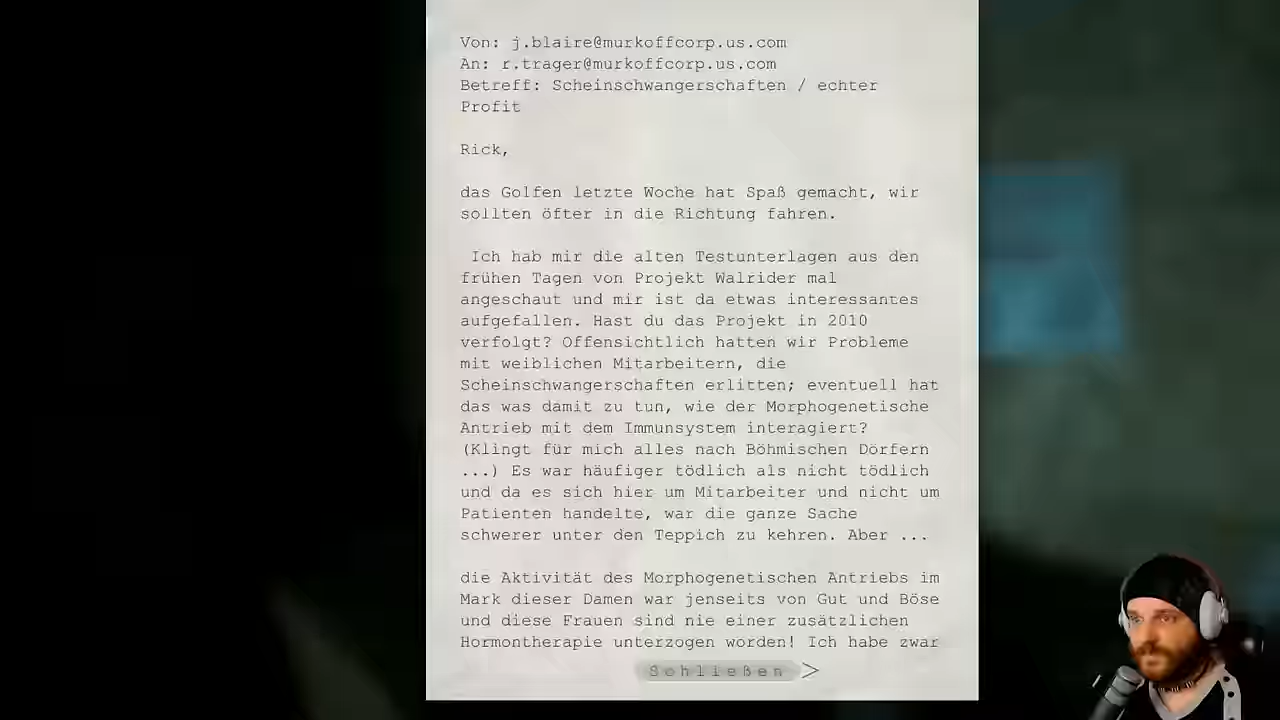 Von: j.blaire@murkoffcorp.us.com
An: r.trager@murkoffcorp.us.com
Betreff: Scheinschwangerschaften / echter
Profit
Rick,
das Golfen letzte Woche hat Spaß gemacht, wir
sollten öfter in die Richtung fahren.
Ich hab mir die alten Testunterlagen aus den
frühen Tagen von Projekt Walrider mal
angeschaut und mir ist da etwas interessantes
aufgefallen. Hast du das Projekt in 2010
verfolgt? Offensichtlich hatten wir Probleme
mit weiblichen Mitarbeitern, die
Scheinschwangerschaften erlitten; eventuell hat
das was damit zu tun, wie der Morphogenetische
Antrieb mit dem Immunsystem interagiert?
(Klingt für mich alles nach Böhmischen Dörfern
...) Es war häufiger tödlich als nicht tödlich
und da es sich hier um Mitarbeiter und nicht um
Patienten handelte, war die ganze Sache
schwerer unter den Teppich zu kehren. Aber ...
die Aktivität des Morphogenetischen Antriebs im
Mark dieser Damen war jenseits von Gut und Böse
und diese Frauen sind nie einer zusätzlichen
Hormontherapie unterzogen worden! Ich habe zwar
Schließen >